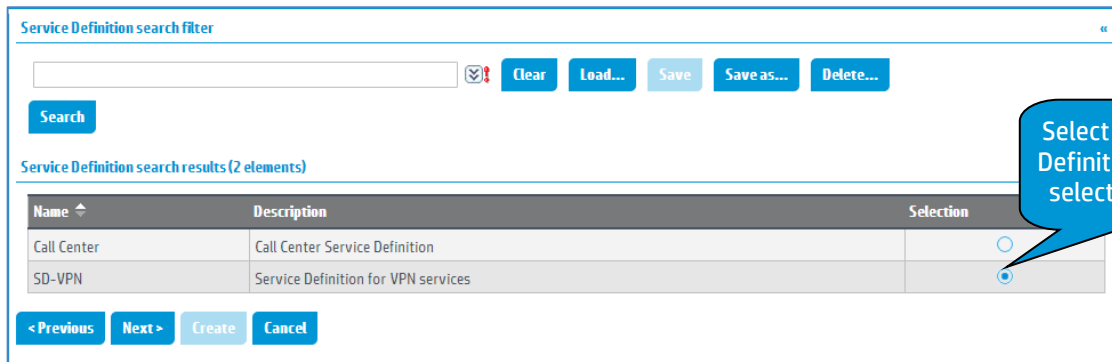 Service Definition search filter «
Clear Load... Save Save as... Delete...
Search
Service Definition search results (2 elements)
Select
Definit
select
Name Description Selection
Call Center Call Center Service Definition
SD-VPN Service Definition for VPN services
< Previous Next > Create Cancel